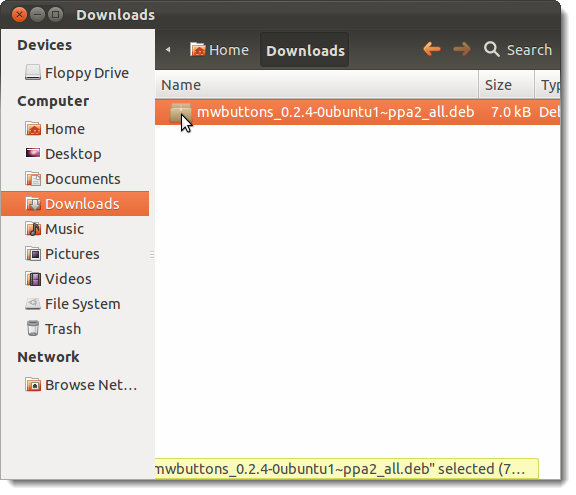 Downloads
Devices
Floppy Drive
Computer
Home
Desktop
Documents
Downloads
Music
Pictures
Videos
File System
Trash
Network
Browse Net…
Home Downloads Search
Name Size Typ
mwbuttons_0.2.4-0ubuntu1~ppa2_all.deb 7.0 kB Del
mwbuttons_0.2.4-0ubuntu1~ppa2_all.deb" selected (7…